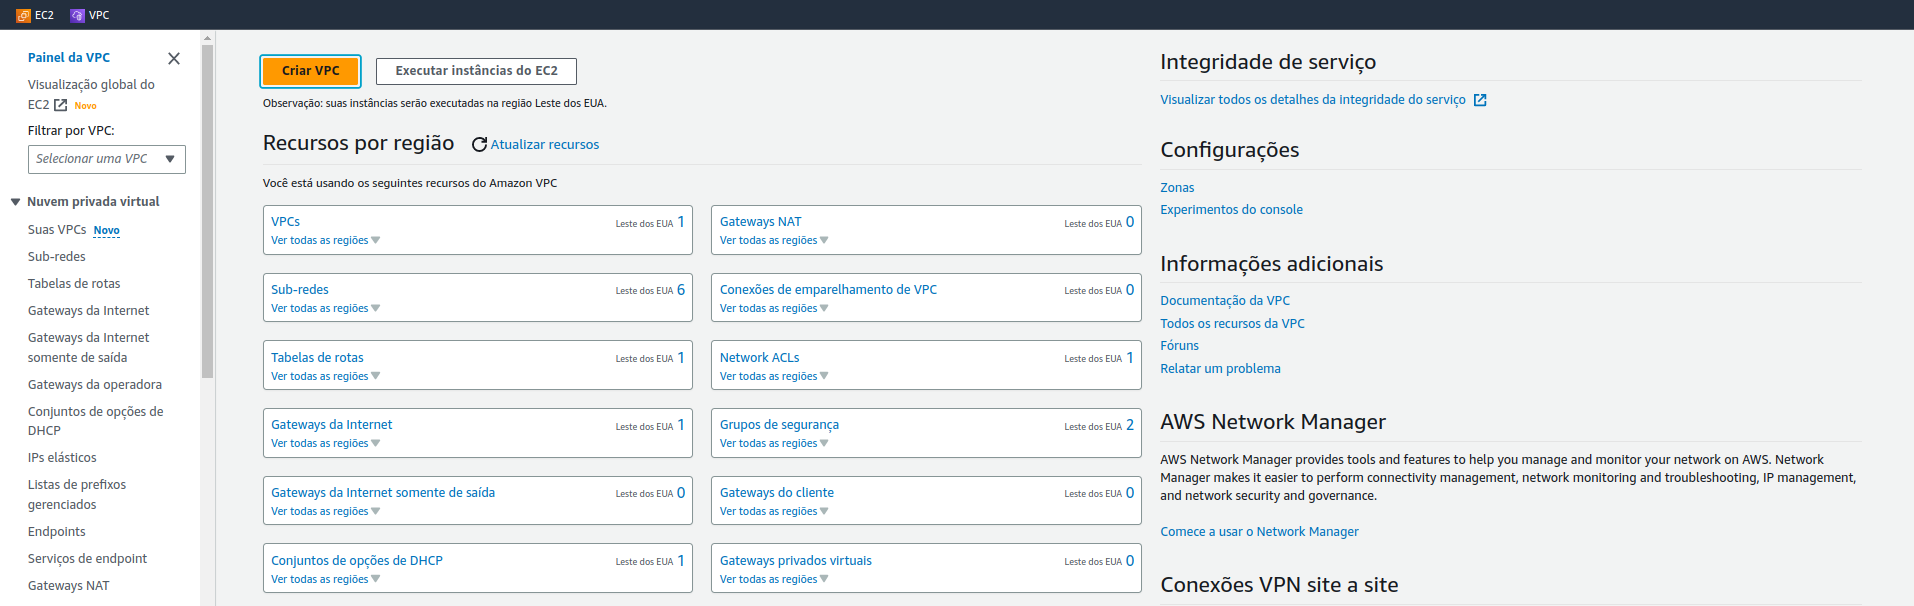 EC2 VPC
Painel da VPC
Visualização global do
EC2 Novo
Filtrar por VPC:
Selecionar uma VPC
Nuvem privada virtual
Suas VPCs Novo
Sub-redes
Tabelas de rotas
Gateways da Internet
Gateways da Internet
somente de saída
Gateways da operadora
Conjuntos de opções de
DHCP
IPs elásticos
Listas de prefixos
gerenciados
Endpoints
Serviços de endpoint
Gateways NAT
Criar VPC
Executar instâncias do EC2
Observação: suas instâncias serão executadas na região Leste dos EUA.
Recursos por região Atualizar recursos
Você está usando os seguintes recursos do Amazon VPC
VPCs Leste dos EUA 1
Ver todas as regiões
Gateways NAT Leste dos EUA 0
Ver todas as regiões
Sub-redes Leste dos EUA 6
Ver todas as regiões
Conexões de emparelhamento de VPC Leste dos EUA 0
Ver todas as regiões
Tabelas de rotas Leste dos EUA 1
Ver todas as regiões
Network ACLs Leste dos EUA 1
Ver todas as regiões
Gateways da Internet Leste dos EUA 1
Ver todas as regiões
Grupos de segurança Leste dos EUA 2
Ver todas as regiões
Gateways da Internet somente de saída Leste dos EUA 0
Ver todas as regiões
Gateways do cliente Leste dos EUA 0
Ver todas as regiões
Conjuntos de opções de DHCP Leste dos EUA 1
Ver todas as regiões
Gateways privados virtuais Leste dos EUA 0
Ver todas as regiões
Integridade de serviço
Visualizar todos os detalhes da integridade do serviço
Configurações
Zonas
Experimentos do console
Informações adicionais
Documentação da VPC
Todos os recursos da VPC
Fóruns
Relatar um problema
AWS Network Manager
AWS Network Manager provides tools and features to help you manage and monitor your network on AWS. Network
Manager makes it easier to perform connectivity management, network monitoring and troubleshooting, IP management,
and network security and governance.
Comece a usar o Network Manager
Conexões VPN site a site